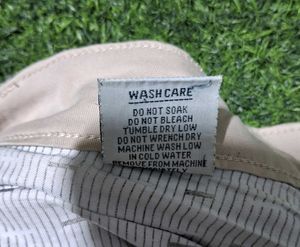 WASH CARE
DO NOT SOAK
DO NOT BLEACH
TUMBLE DRY LOW
DO NOT WRENCH DRY
MACHINE WASH LOW
IN COLD WATER
REMOVE FROM MACHINE